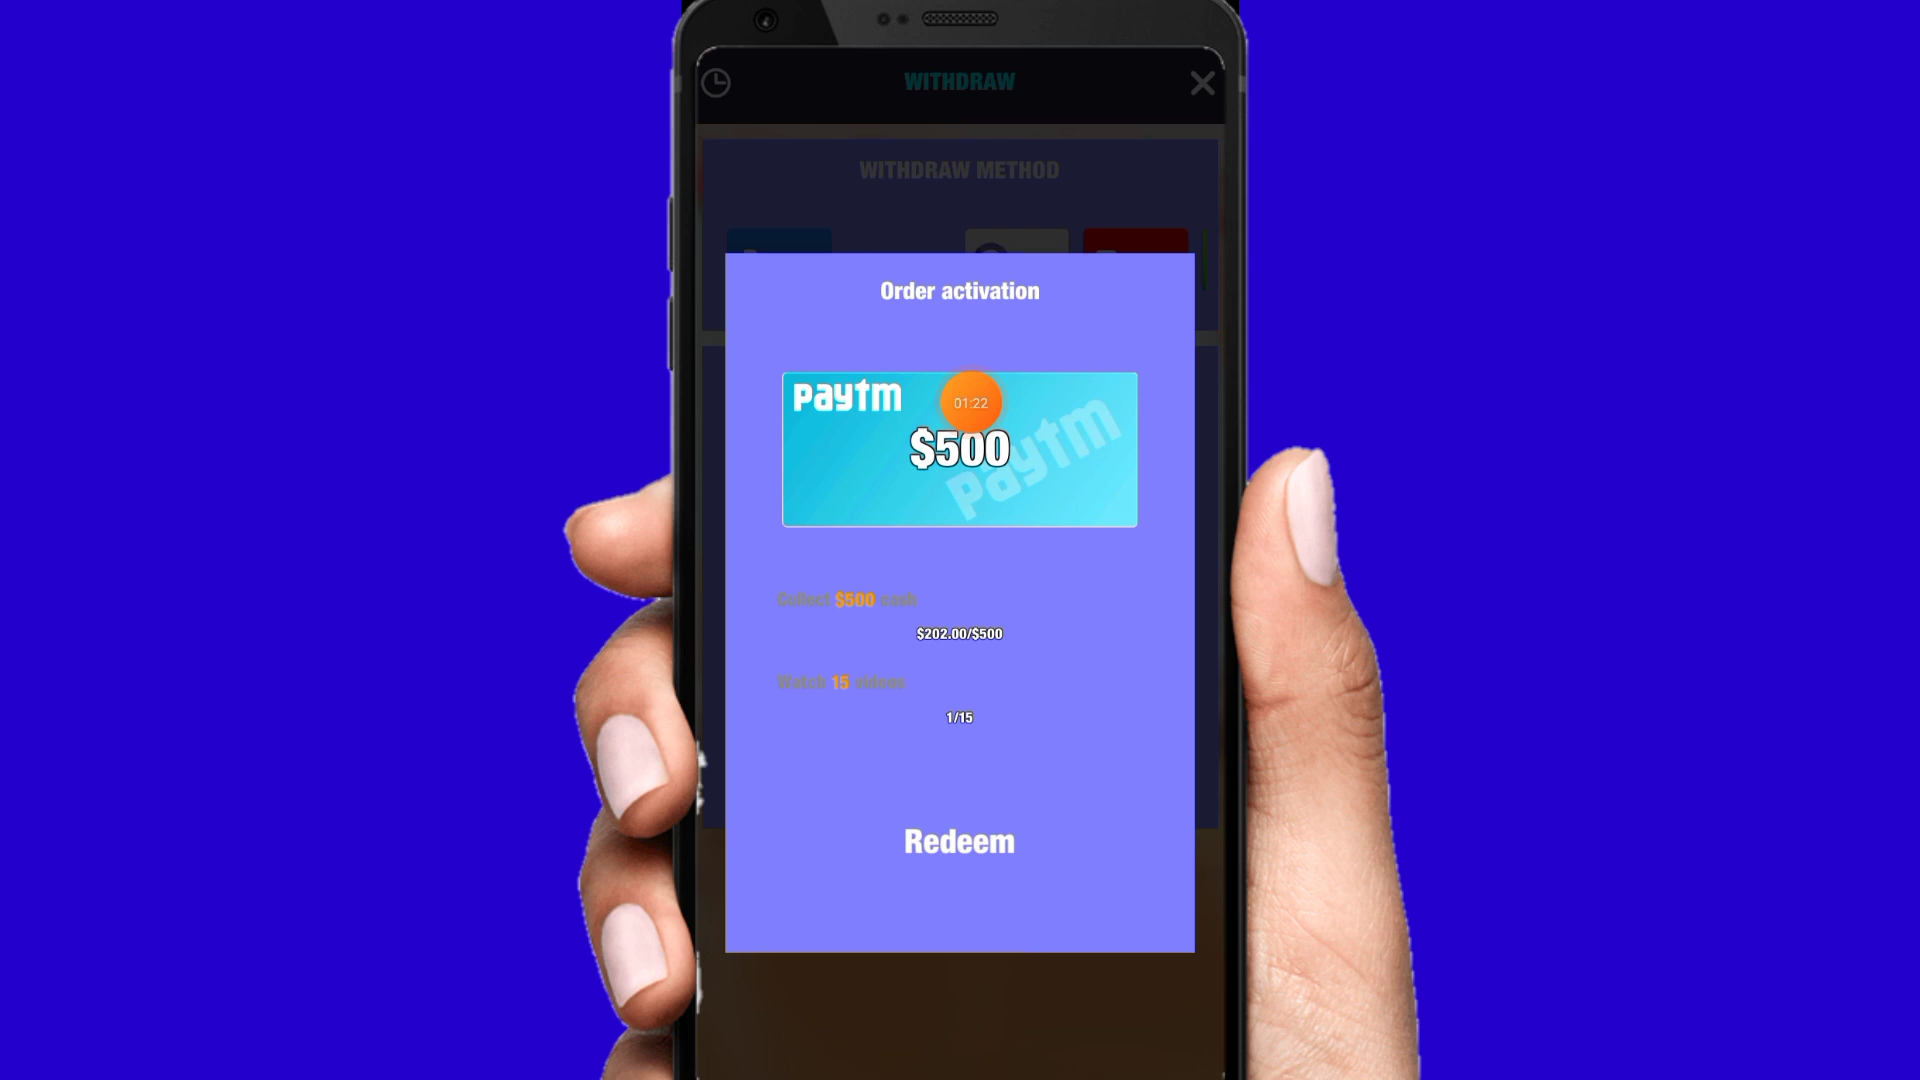 WITHDRAW
WITHDRAW METHOD
Order activation
paytm
01:22
$500
paytm
Collect $500 cash
$202.00/$500
Watch 15 videos
1/15
Redeem